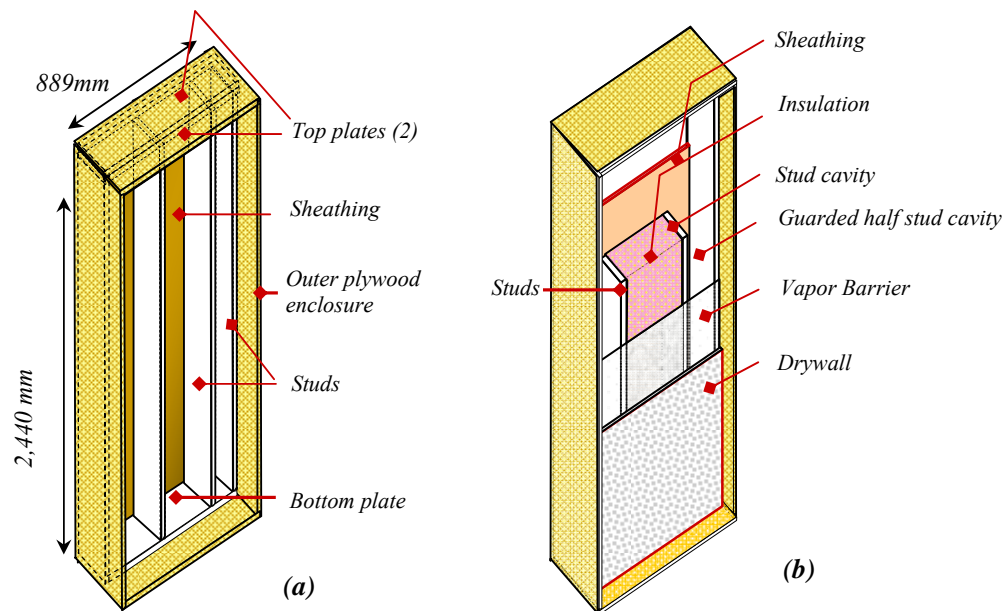 889mm
Top plates (2)
Sheathing
Outer plywood
enclosure
Studs
2,440 mm
Bottom plate
(a)
Sheathing
Insulation
Stud cavity
Guarded half stud cavity
Studs
Vapor Barrier
Drywall
(b)